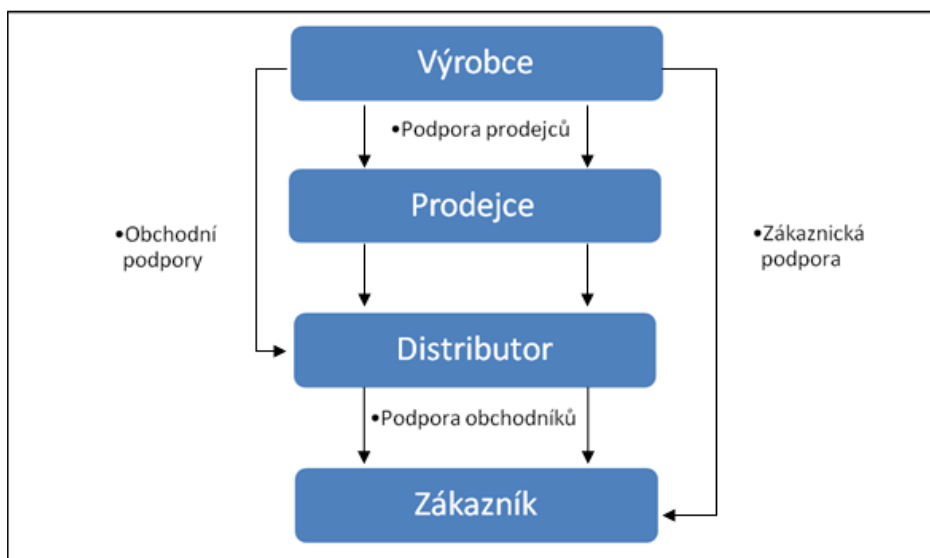 Výrobce
•Podpora prodejců
Prodejce
•Obchodní
podpory
•Zákaznická
podpora
Distributor
•Podpora obchodníků
Zákazník